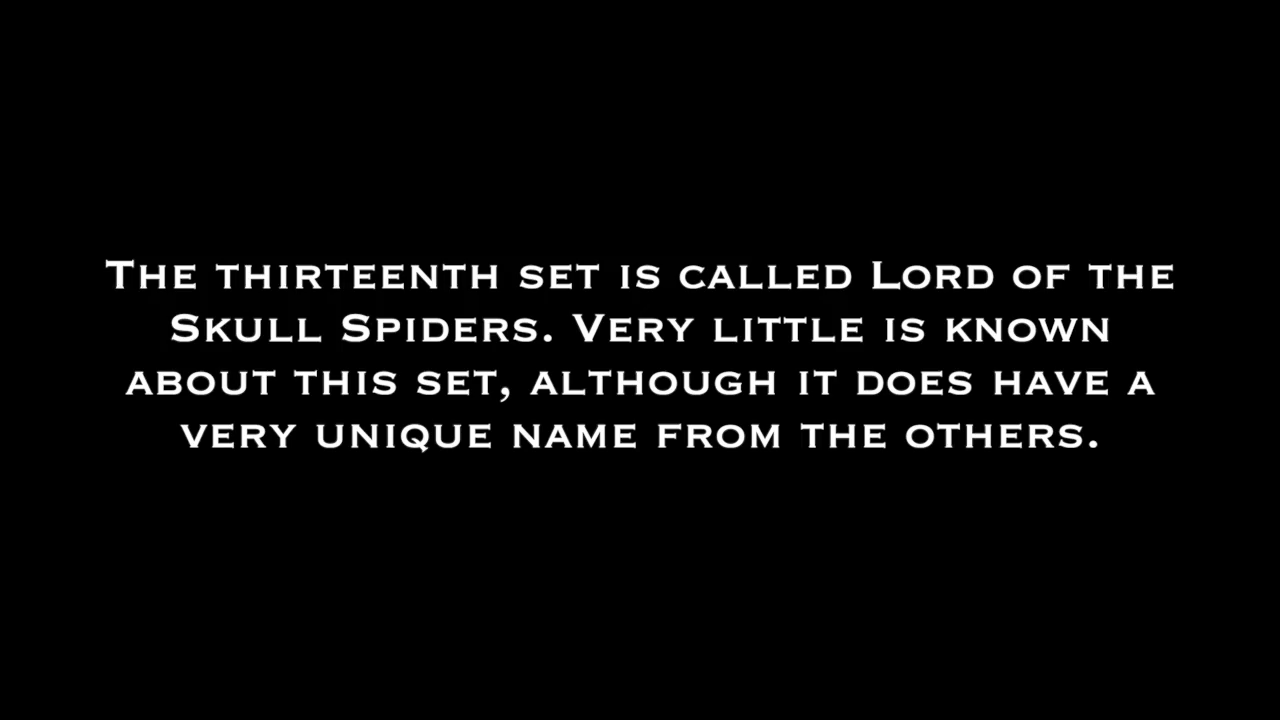 The thirteenth set is called Lord of the
Skull Spiders. Very little is known
about this set, although it does have a
very unique name from the others.